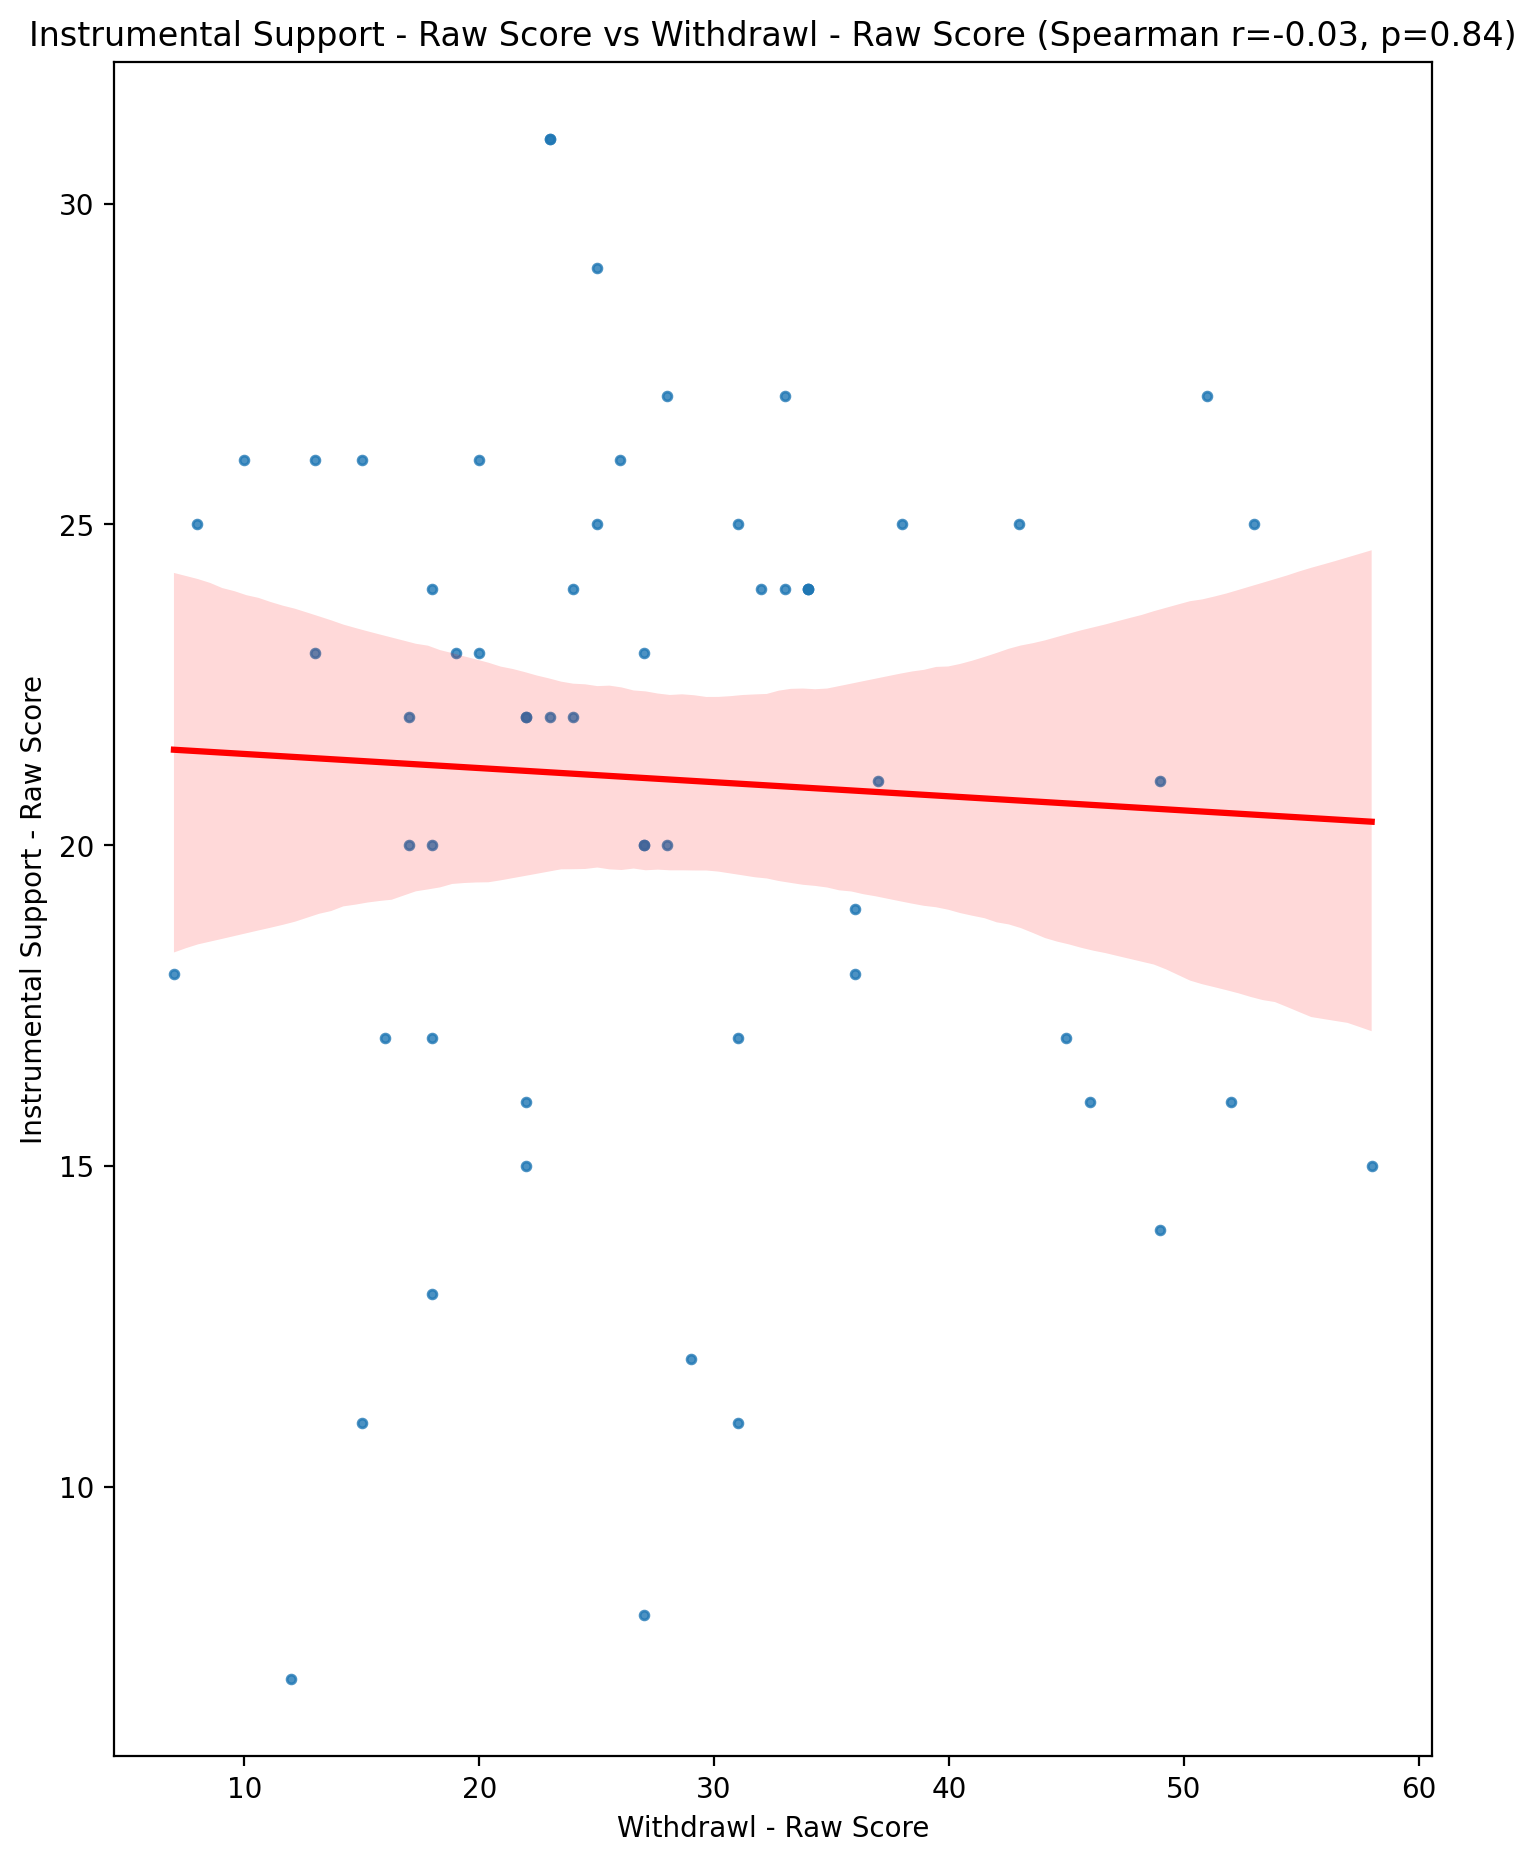 Instrumental Support - Raw Score vs Withdrawl - Raw Score (Spearman r=-0.03, p=0.84)
Instrumental Support - Raw Score
30
25
20
15
10
10 20 30 40 50 60
Withdrawl - Raw Score